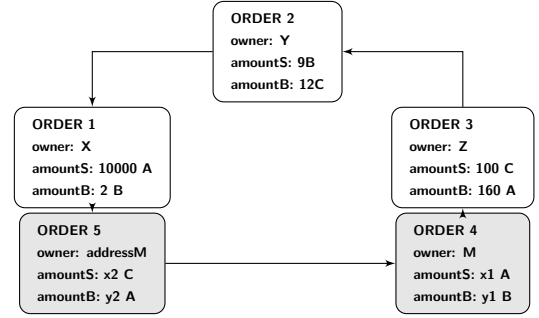 ORDER 2
owner: Y
amountS: 9B
amountB: 12C
ORDER 1
owner: X
amountS: 10000 A
amountB: 2 B
ORDER 3
owner: Z
amountS: 100 C
amountB: 160 A
ORDER 5
owner: addressM
amountS: x2 C
amountB: y2 A
ORDER 4
owner: M
amountS: x1 A
amountB: y1 B